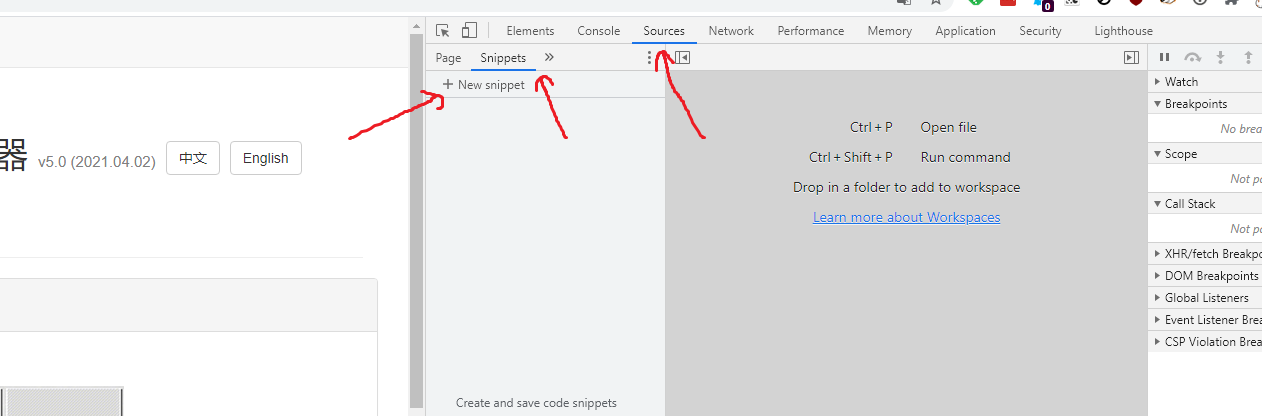 0
Elements Console Sources Network Performance Memory Application Security Lighthouse
Page Snippets
+ New snippet
Watch
Breakpoints
No brea
Scope
Not pa
Call Stack
Not pa
XHR/fetch Breakpo
DOM Breakpoints
Global Listeners
Event Listener Brea
CSP Violation Brea
Ctrl + P Open file
Ctrl + Shift + P Run command
Drop in a folder to add to workspace
Learn more about Workspaces
器 v5.0 (2021.04.02) 中文 English
Create and save code snippets